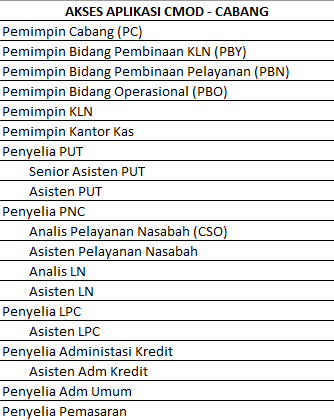 AKSES APLIKASI CMOD - CABANG
Pemimpin Cabang (PC)
Pemimpin Bidang Pembinaan KLN (PBY)
Pemimpin Bidang Pembinaan Pelayanan (PBN)
Pemimpin Bidang Operasional (PBO)
Pemimpin KLN
Pemimpin Kantor Kas
Penyelia PUT
Senior Asisten PUT
Asisten PUT
Penyelia PNC
Analis Pelayanan Nasabah (CSO)
Asisten Pelayanan Nasabah
Analis LN
Asisten LN
Penyelia LPC
Asisten LPC
Penyelia Administasi Kredit
Asisten Adm Kredit
Penyelia Adm Umum
Penyelia Pemasaran